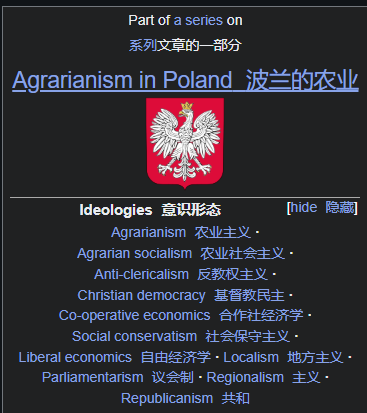 Part of a series on
系列文章的一部分
Agrarianism in Poland 波兰的农业
Ideologies 意识形态 [hide 隐藏]
Agrarianism 农业主义 ·
Agrarian socialism 农业社会主义 ·
Anti-clericalism 反教权主义 ·
Christian democracy 基督教民主 ·
Co-operative economics 合作社经济学 ·
Social conservatism 社会保守主义 ·
Liberal economics 自由经济学 · Localism 地方主义 ·
Parliamentarism 议会制 · Regionalism 主义 ·
Republicanism 共和